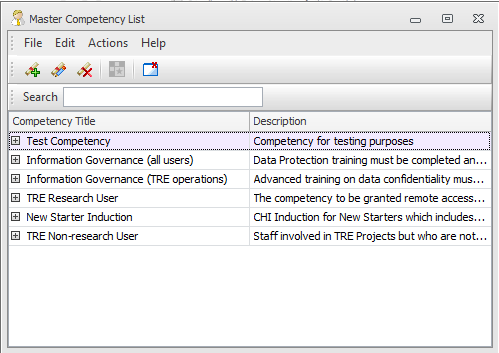 Master Competency List
File Edit Actions Help
Search
Competency Title Description
Test Competency Competency for testing purposes
Information Governance (all users) Data Protection training must be completed an...
Information Governance (TRE operations) Advanced training on data confidentiality mus...
TRE Research User The competency to be granted remote access...
New Starter Induction CHI Induction for New Starters which includes...
TRE Non-research User Staff involved in TRE Projects but who are not...